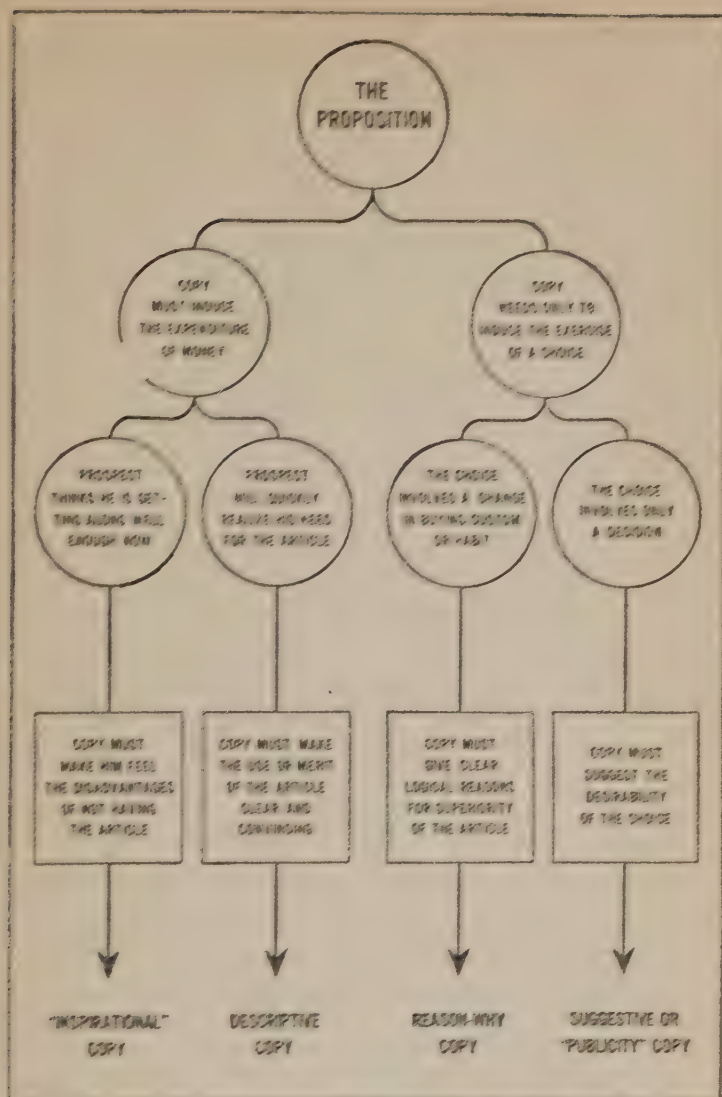 THE
PROPOSITION
COPY
MUST INDUCE
THE EXPENDITURE
OF MONEY
COPY
NEEDS ONLY TO
INDUCE THE EXERCISE
OF A CHOICE
PROSPECT
THINKS HE IS GET-
TING ALONG WELL
ENOUGH NOW
PROSPECT
WILL QUICKLY
REALIZE HIS NEED
FOR THE ARTICLE
THE CHOICE
INVOLVES A CHANGE
IN BUYING CUSTOM
OR HABIT
THE CHOICE
INVOLVES ONLY
A DECISION
COPY MUST
MAKE HIM FEEL
THE DISADVANTAGES
OF NOT HAVING
THE ARTICLE
COPY MUST MAKE
THE USE OR MERIT
OF THE ARTICLE
CLEAR AND
CONVINCING
COPY MUST
GIVE CLEAR
LOGICAL REASONS
FOR SUPERIORITY
OF THE ARTICLE
COPY MUST
SUGGEST THE
DESIRABILITY
OF THE CHOICE
"INSPIRATIONAL"
COPY
DESCRIPTIVE
COPY
REASON-WHY
COPY
SUGGESTIVE OR
"PUBLICITY" COPY